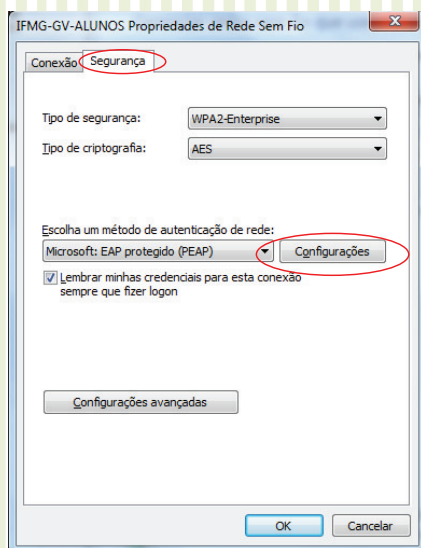 IFMG-GV-ALUNOS Propriedades de Rede Sem Fio
Conexão Segurança
Tipo de segurança: WPA2-Enterprise
Tipo de criptografia: AES
Escolha um método de autenticação de rede:
Microsoft: EAP protegido (PEAP) Configurações
Lembrar minhas credenciais para esta conexão
sempre que fizer logon
Configurações avançadas
OK Cancelar